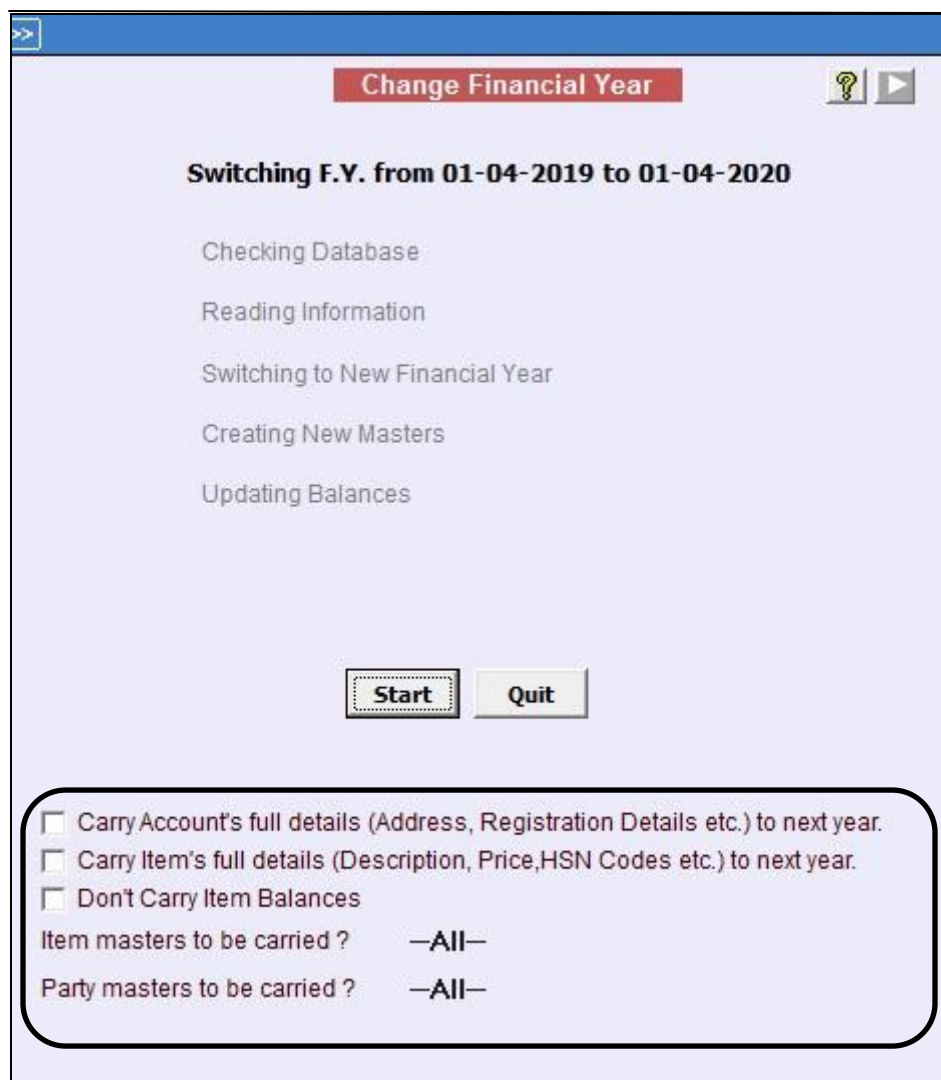 >>
Change Financial Year
Switching F.Y. from 01-04-2019 to 01-04-2020
Checking Database
Reading Information
Switching to New Financial Year
Creating New Masters
Updating Balances
Start Quit
Carry Account's full details (Address, Registration Details etc.) to next year.
Carry Item's full details (Description, Price,HSN Codes etc.) to next year.
Don't Carry Item Balances
Item masters to be carried ? —All—
Party masters to be carried ? —All—